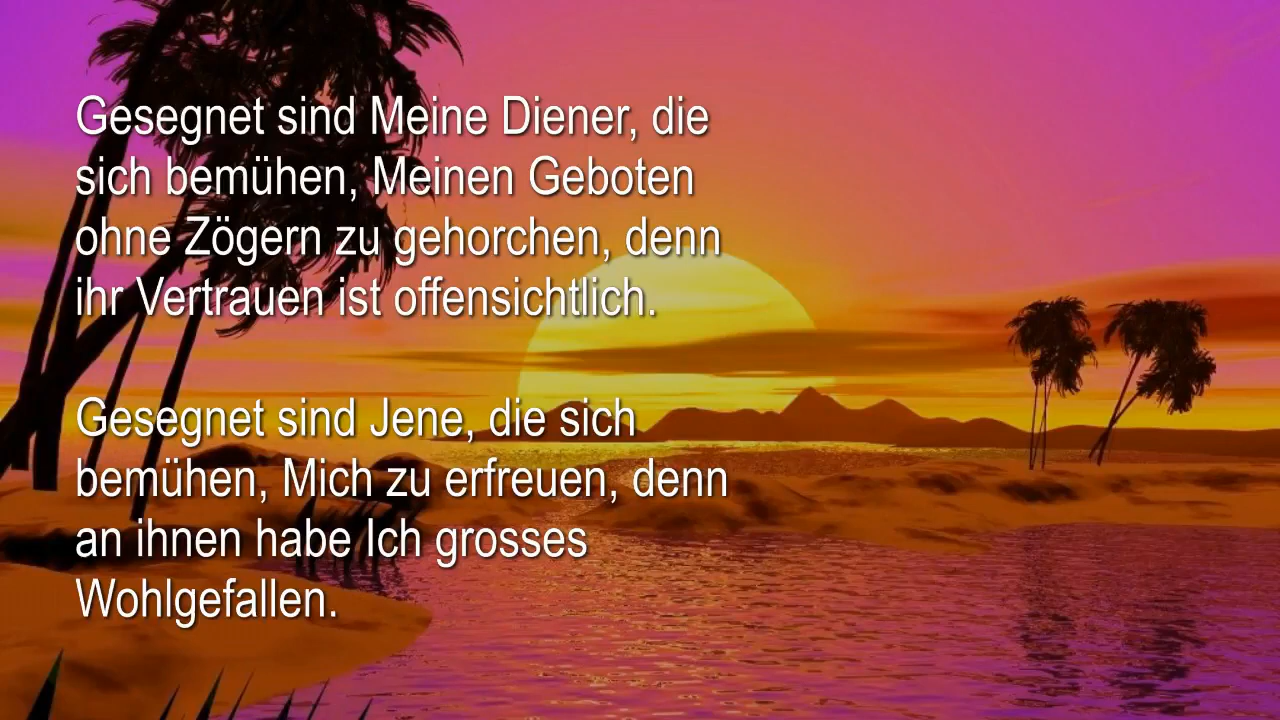 Gesegnet sind Meine Diener, die
sich bemühen, Meinen Geboten
ohne Zögern zu gehorchen, denn
ihr Vertrauen ist offensichtlich.
Gesegnet sind Jene, die sich
bemühen, Mich zu erfreuen, denn
an ihnen habe Ich grosses
Wohlgefallen.